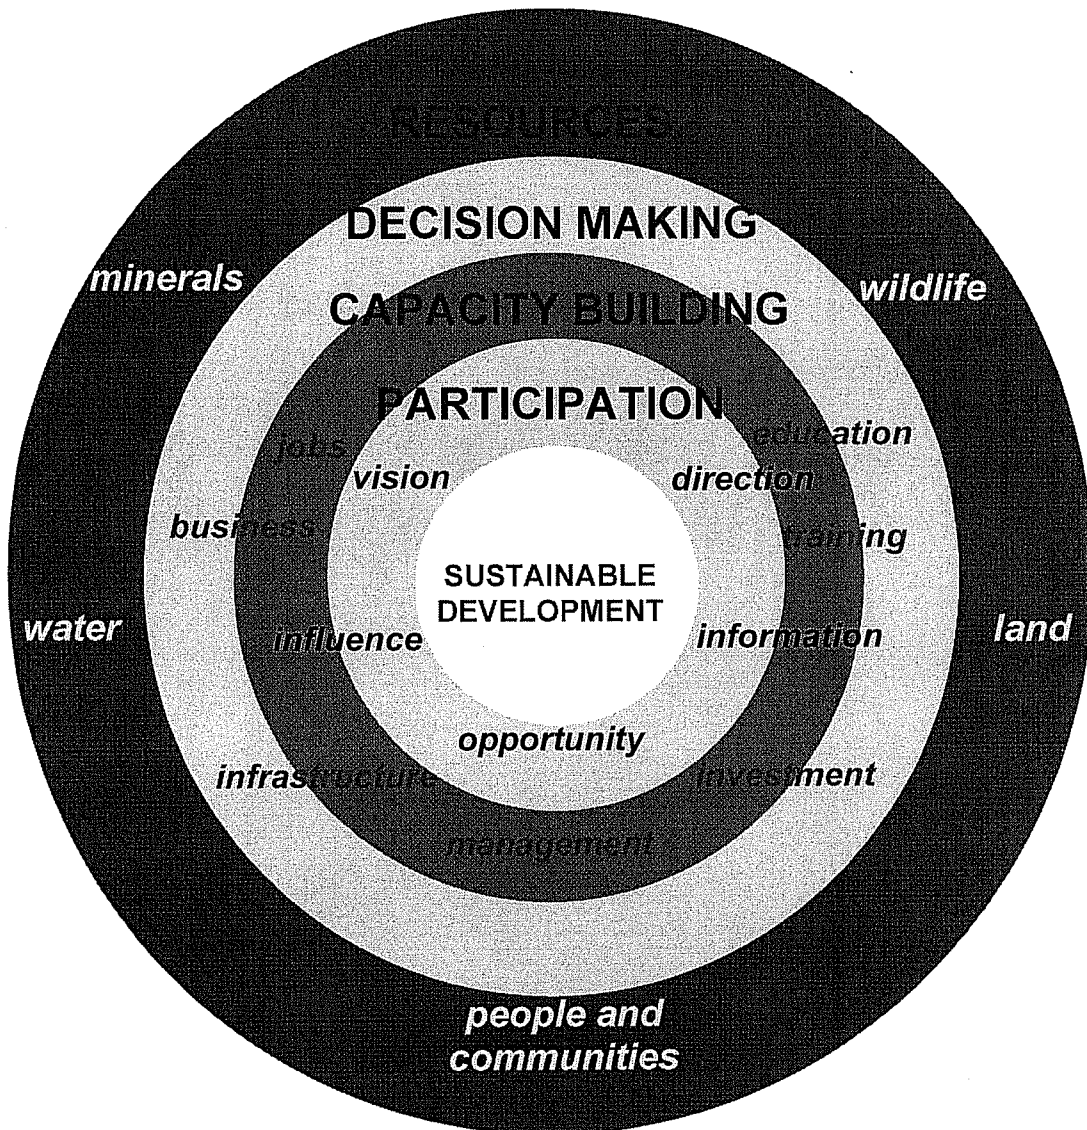 RESOURCES
DECISION MAKING
minerals
wildlife
CAPACITY BUILDING
PARTICIPATION
jobs
education
vision
direction
business
training
SUSTAINABLE
DEVELOPMENT
water
influence
information
land
opportunity
infrastructure
investment
management
people and
communities